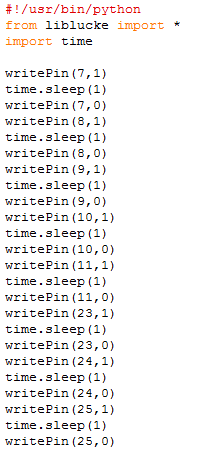 #!/usr/bin/python
from liblucke import *
import time

writePin(7,1)
time.sleep(1)
writePin(7,0)
writePin(8,1)
time.sleep(1)
writePin(8,0)
writePin(9,1)
time.sleep(1)
writePin(9,0)
writePin(10,1)
time.sleep(1)
writePin(10,0)
writePin(11,1)
time.sleep(1)
writePin(11,0)
writePin(23,1)
time.sleep(1)
writePin(23,0)
writePin(24,1)
time.sleep(1)
writePin(24,0)
writePin(25,1)
time.sleep(1)
writePin(25,0)